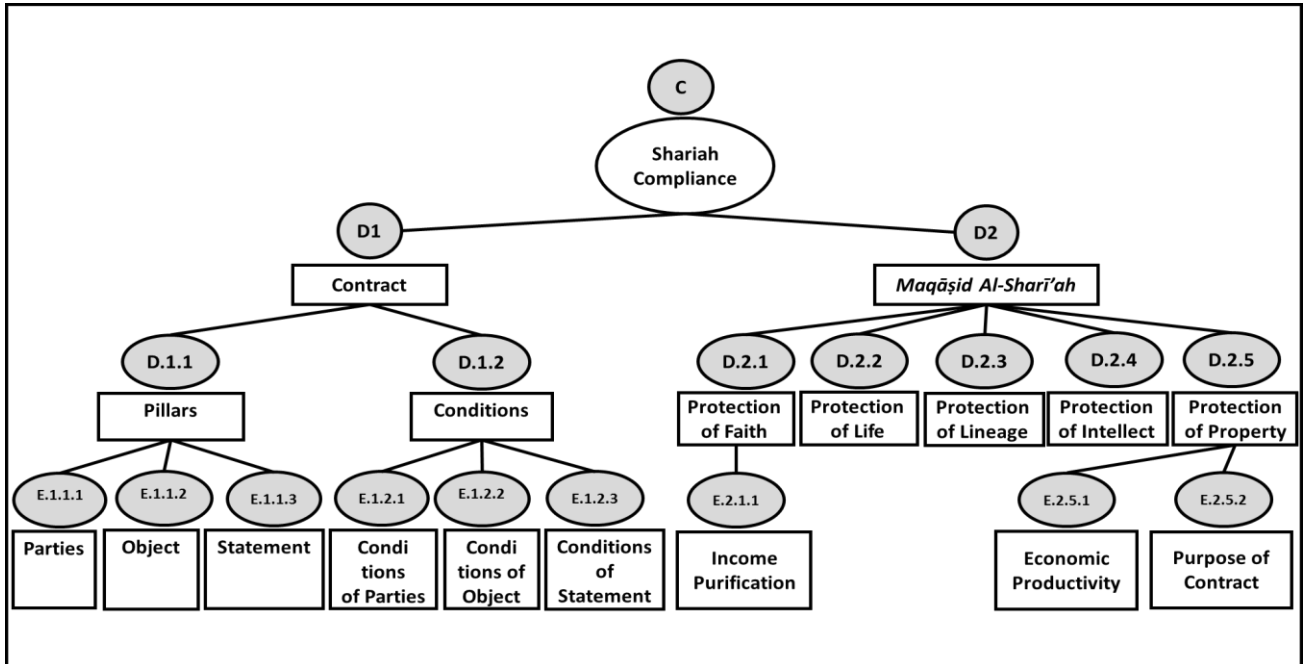 C
Shariah
Compliance
D1
D2
Contract
Maqāṣid Al-Sharī'ah
D.1.1
D.1.2
D.2.1
D.2.2
D.2.3
D.2.4
D.2.5
Pillars
Conditions
Protection
of Faith
Protection
of Life
Protection
of Lineage
Protection
of Intellect
Protection
of Property
E.1.1.1
E.1.1.2
E.1.1.3
E.1.2.1
E.1.2.2
E.1.2.3
E.2.1.1
E.2.5.1
E.2.5.2
Parties
Object
Statement
Condi
tions
of Parties
Condi
tions of
Object
Conditions
of
Statement
Income
Purification
Economic
Productivity
Purpose of
Contract